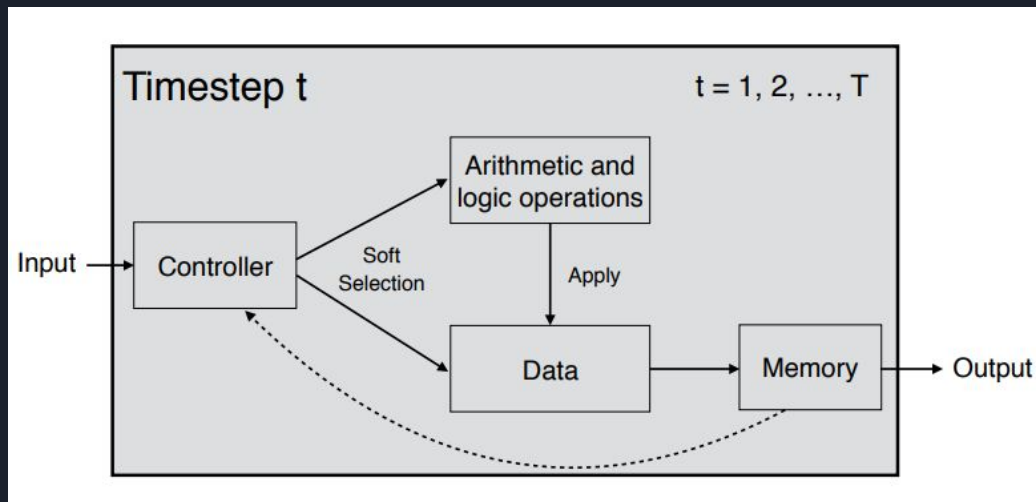 Timestep t
t = 1, 2, ..., T
Arithmetic and
logic operations
Input
Controller
Soft
Selection
Apply
Data
Memory
Output